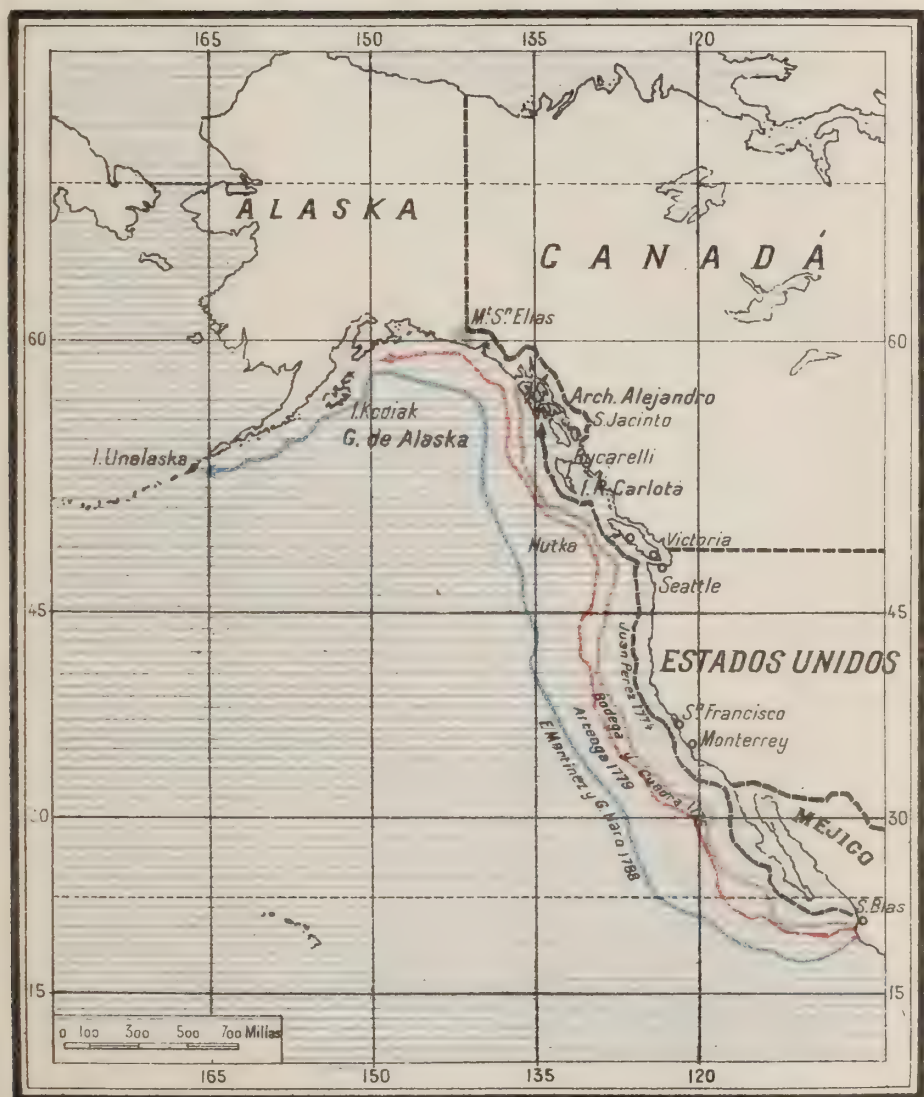 165 150 135 120
ALASKA
CANADÁ
Mt. Sn. Elias
60 60
Arch. Alejandro
S. Jacinto
I. Kodiak
G. de Alaska
I. Unalaska
Bucarelli
I. R. Carlota
Nutka
Victoria
Seattle
45 45
Juan Perez 1774
ESTADOS UNIDOS
Sn. Francisco
Monterrey
Bodega y Cuadra
Arteaga 1779
E. Martinez y G. Haro 1788
30 30
MEJICO
S. Blas
15 15
0 100 300 500 700 Millas
165 150 135 120